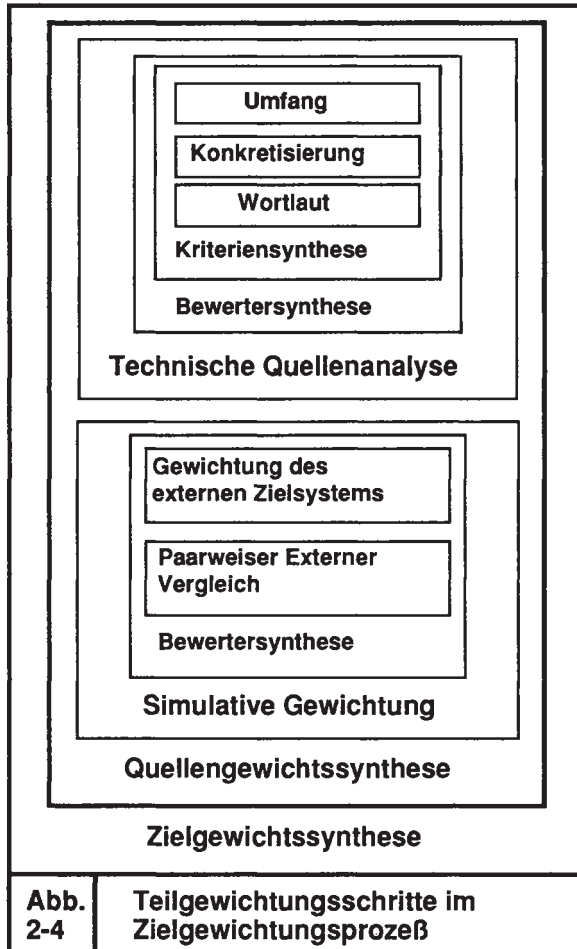 Umfang
Konkretisierung
Wortlaut
Kriteriensynthese
Bewertersynthese
Technische Quellenanalyse
Gewichtung des
externen Zielsystems
Paarweiser Externer
Vergleich
Bewertersynthese
Simulative Gewichtung
Quellengewichtssynthese
Zielgewichtssynthese
Abb.
2-4
Teilgewichtungsschritte im
Zielgewichtungsprozeß